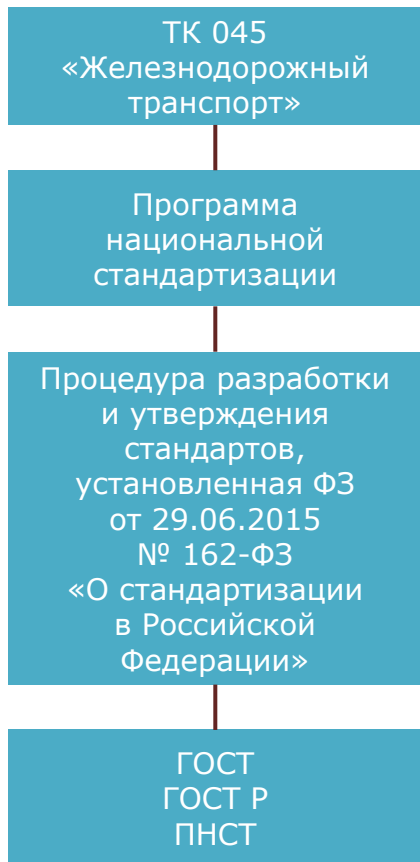 ТК 045
«Железнодорожный
транспорт»
Программа
национальной
стандартизации
Процедура разработки
и утверждения
стандартов,
установленная ФЗ
от 29.06.2015
№ 162-ФЗ
«О стандартизации
в Российской
Федерации»
ГОСТ
ГОСТ Р
ПНСТ